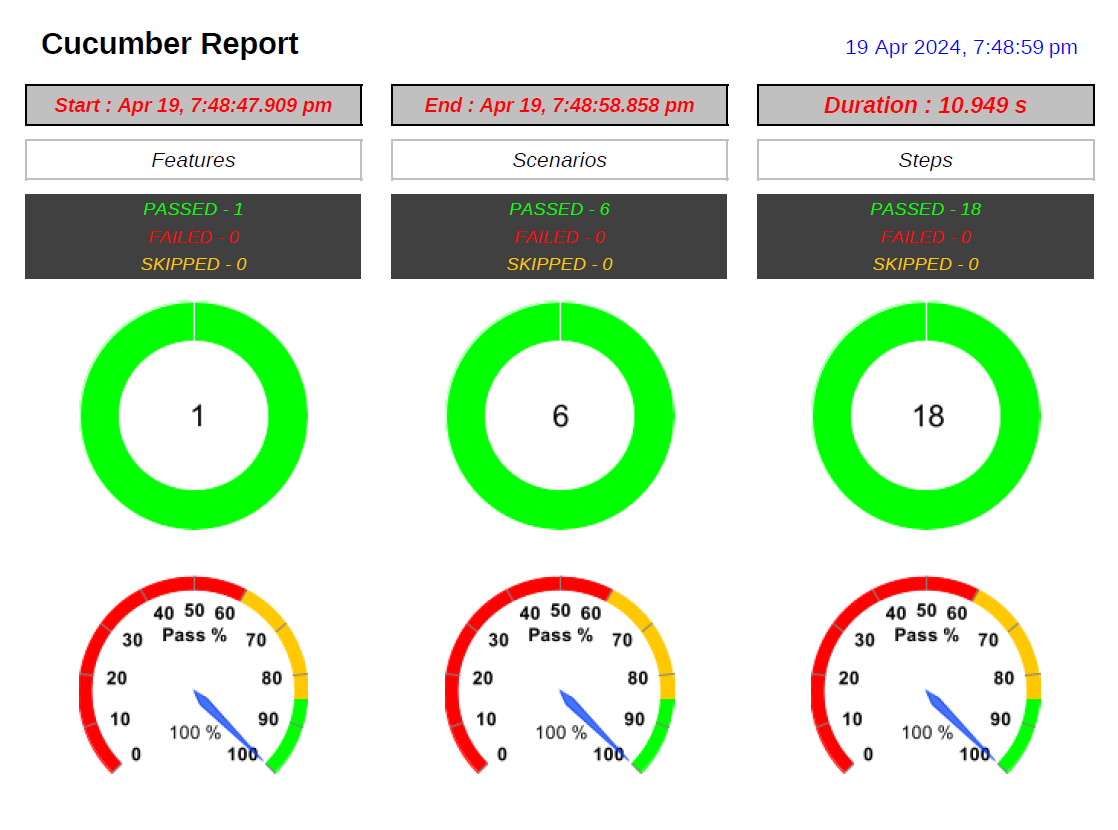 Cucumber Report
19 Apr 2024, 7:48:59 pm
Start : Apr 19, 7:48:47.909 pm
End : Apr 19, 7:48:58.858 pm
Duration : 10.949 s
Features
Scenarios
Steps
PASSED - 1
FAILED - 0
SKIPPED - 0
PASSED - 6
FAILED - 0
SKIPPED - 0
PASSED - 18
FAILED - 0
SKIPPED - 0
1
6
18
40 50 60
30 Pass % 70
20 80
10 100 % 90
0 100
40 50 60
30 Pass % 70
20 80
10 100 % 90
0 100
40 50 60
30 Pass % 70
20 80
10 100 % 90
0 100